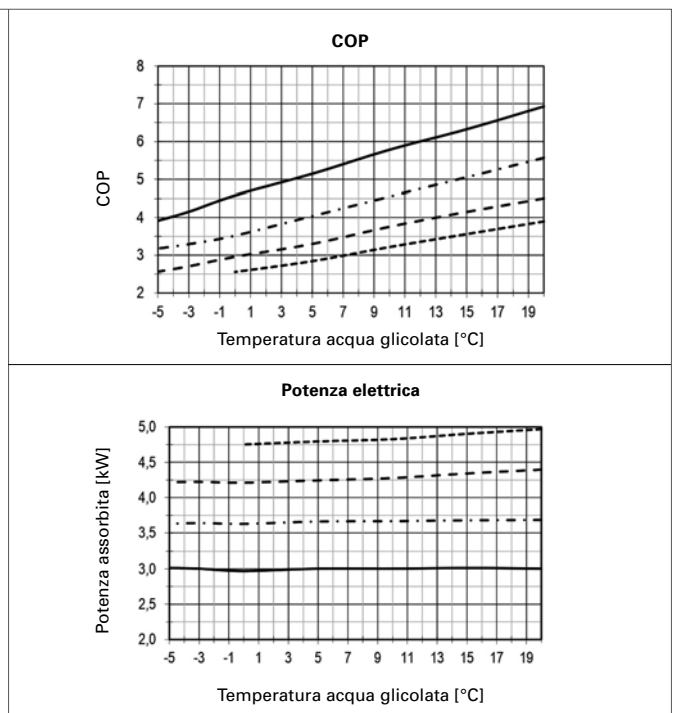 COP
8
7
6
5
4
3
2
COP
-5 -3 -1 1 3 5 7 9 11 13 15 17 19
Temperatura acqua glicolata [°C]
Potenza elettrica
5,0
4,5
4,0
3,5
3,0
2,5
2,0
Potenza assorbita [kW]
-5 -3 -1 1 3 5 7 9 11 13 15 17 19
Temperatura acqua glicolata [°C]